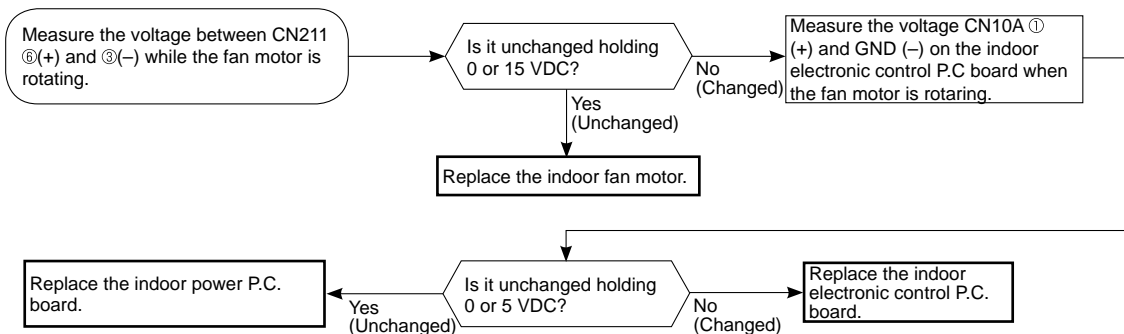 Measure the voltage between CN211
⑥(+) and ③(–) while the fan motor is
rotating.
Is it unchanged holding
0 or 15 VDC?
No
(Changed)
Measure the voltage CN10A ①
(+) and GND (–) on the indoor
electronic control P.C board when
the fan motor is rotaring.
Yes
(Unchanged)
Replace the indoor fan motor.
Replace the indoor power P.C.
board.
Yes
(Unchanged)
Is it unchanged holding
0 or 5 VDC?
No
(Changed)
Replace the indoor
electronic control P.C.
board.